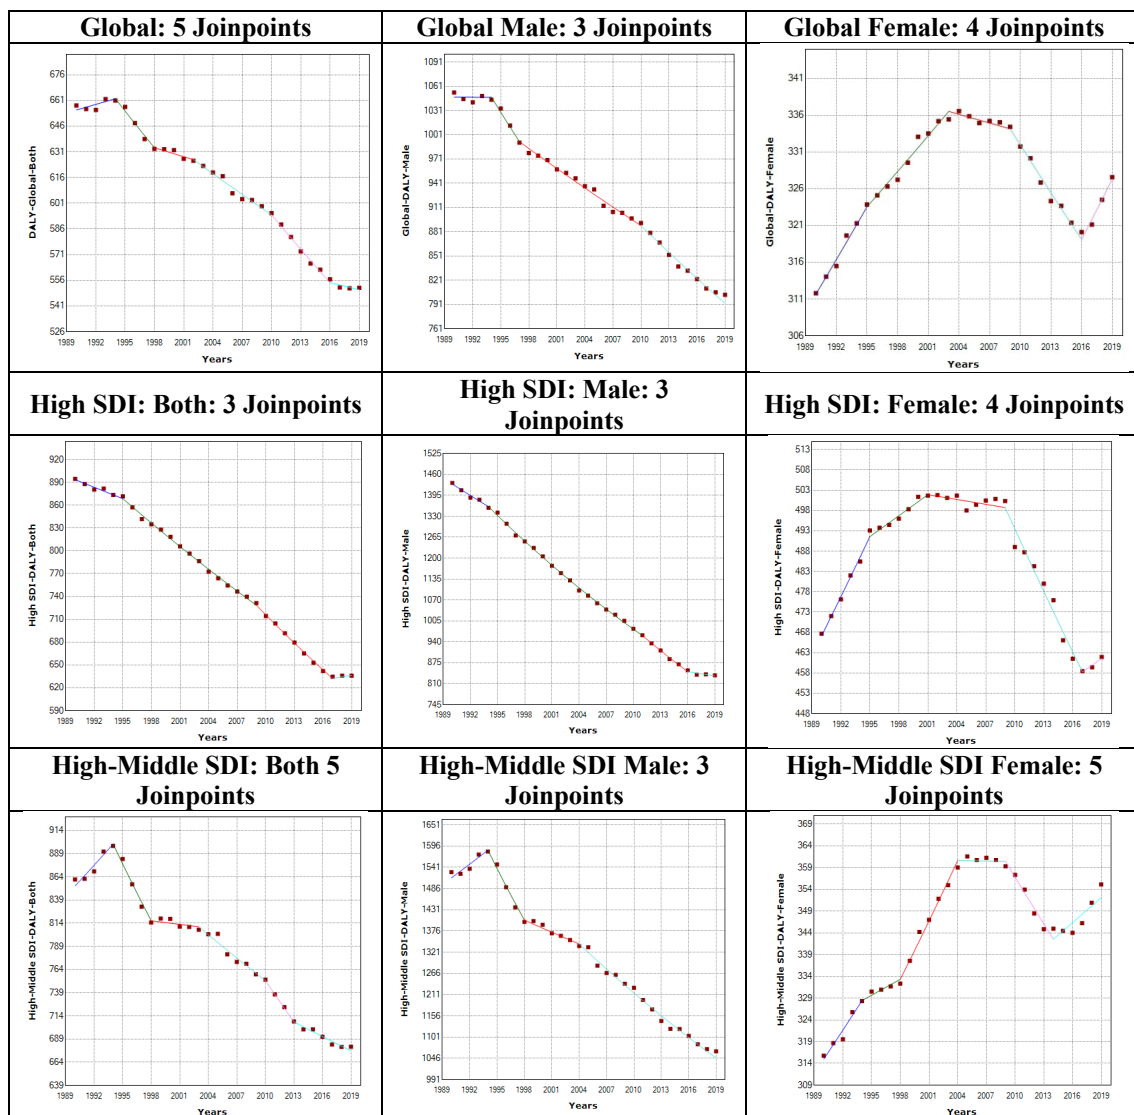 Global: 5 Joinpoints
Global Male: 3 Joinpoints
Global Female: 4 Joinpoints
DALY-Global-Both
676
661
646
631
616
601
586
571
556
541
526
1989 1992 1995 1998 2001 2004 2007 2010 2013 2016 2019
Years
Global-DALY-Male
1091
1061
1031
1001
971
941
911
881
851
821
791
761
1989 1992 1995 1998 2001 2004 2007 2010 2013 2016 2019
Years
Global-DALY-Female
341
336
331
326
321
316
311
306
1989 1992 1995 1998 2001 2004 2007 2010 2013 2016 2019
Years
High SDI: Both: 3 Joinpoints
High SDI: Male: 3
Joinpoints
High SDI: Female: 4 Joinpoints
High SDI-DALY-Both
920
890
860
830
800
770
740
710
680
650
620
590
1989 1992 1995 1998 2001 2004 2007 2010 2013 2016 2019
Years
High SDI-DALY-Male
1525
1460
1395
1330
1265
1200
1135
1070
1005
940
875
810
745
1989 1992 1995 1998 2001 2004 2007 2010 2013 2016 2019
Years
High SDI-DALY-Female
513
508
503
498
493
488
483
478
473
468
463
458
453
448
1989 1992 1995 1998 2001 2004 2007 2010 2013 2016 2019
Years
High-Middle SDI: Both 5
Joinpoints
High-Middle SDI Male: 3
Joinpoints
High-Middle SDI Female: 5
Joinpoints
High-Middle SDI-DALY-Both
914
889
864
839
814
789
764
739
714
689
664
639
1989 1992 1995 1998 2001 2004 2007 2010 2013 2016 2019
Years
High-Middle SDI-DALY-Male
1651
1596
1541
1486
1431
1376
1321
1266
1211
1156
1101
1046
991
1989 1992 1995 1998 2001 2004 2007 2010 2013 2016 2019
Years
High-Middle SDI-DALY-Female
369
364
359
354
349
344
339
334
329
324
319
314
309
1989 1992 1995 1998 2001 2004 2007 2010 2013 2016 2019
Years